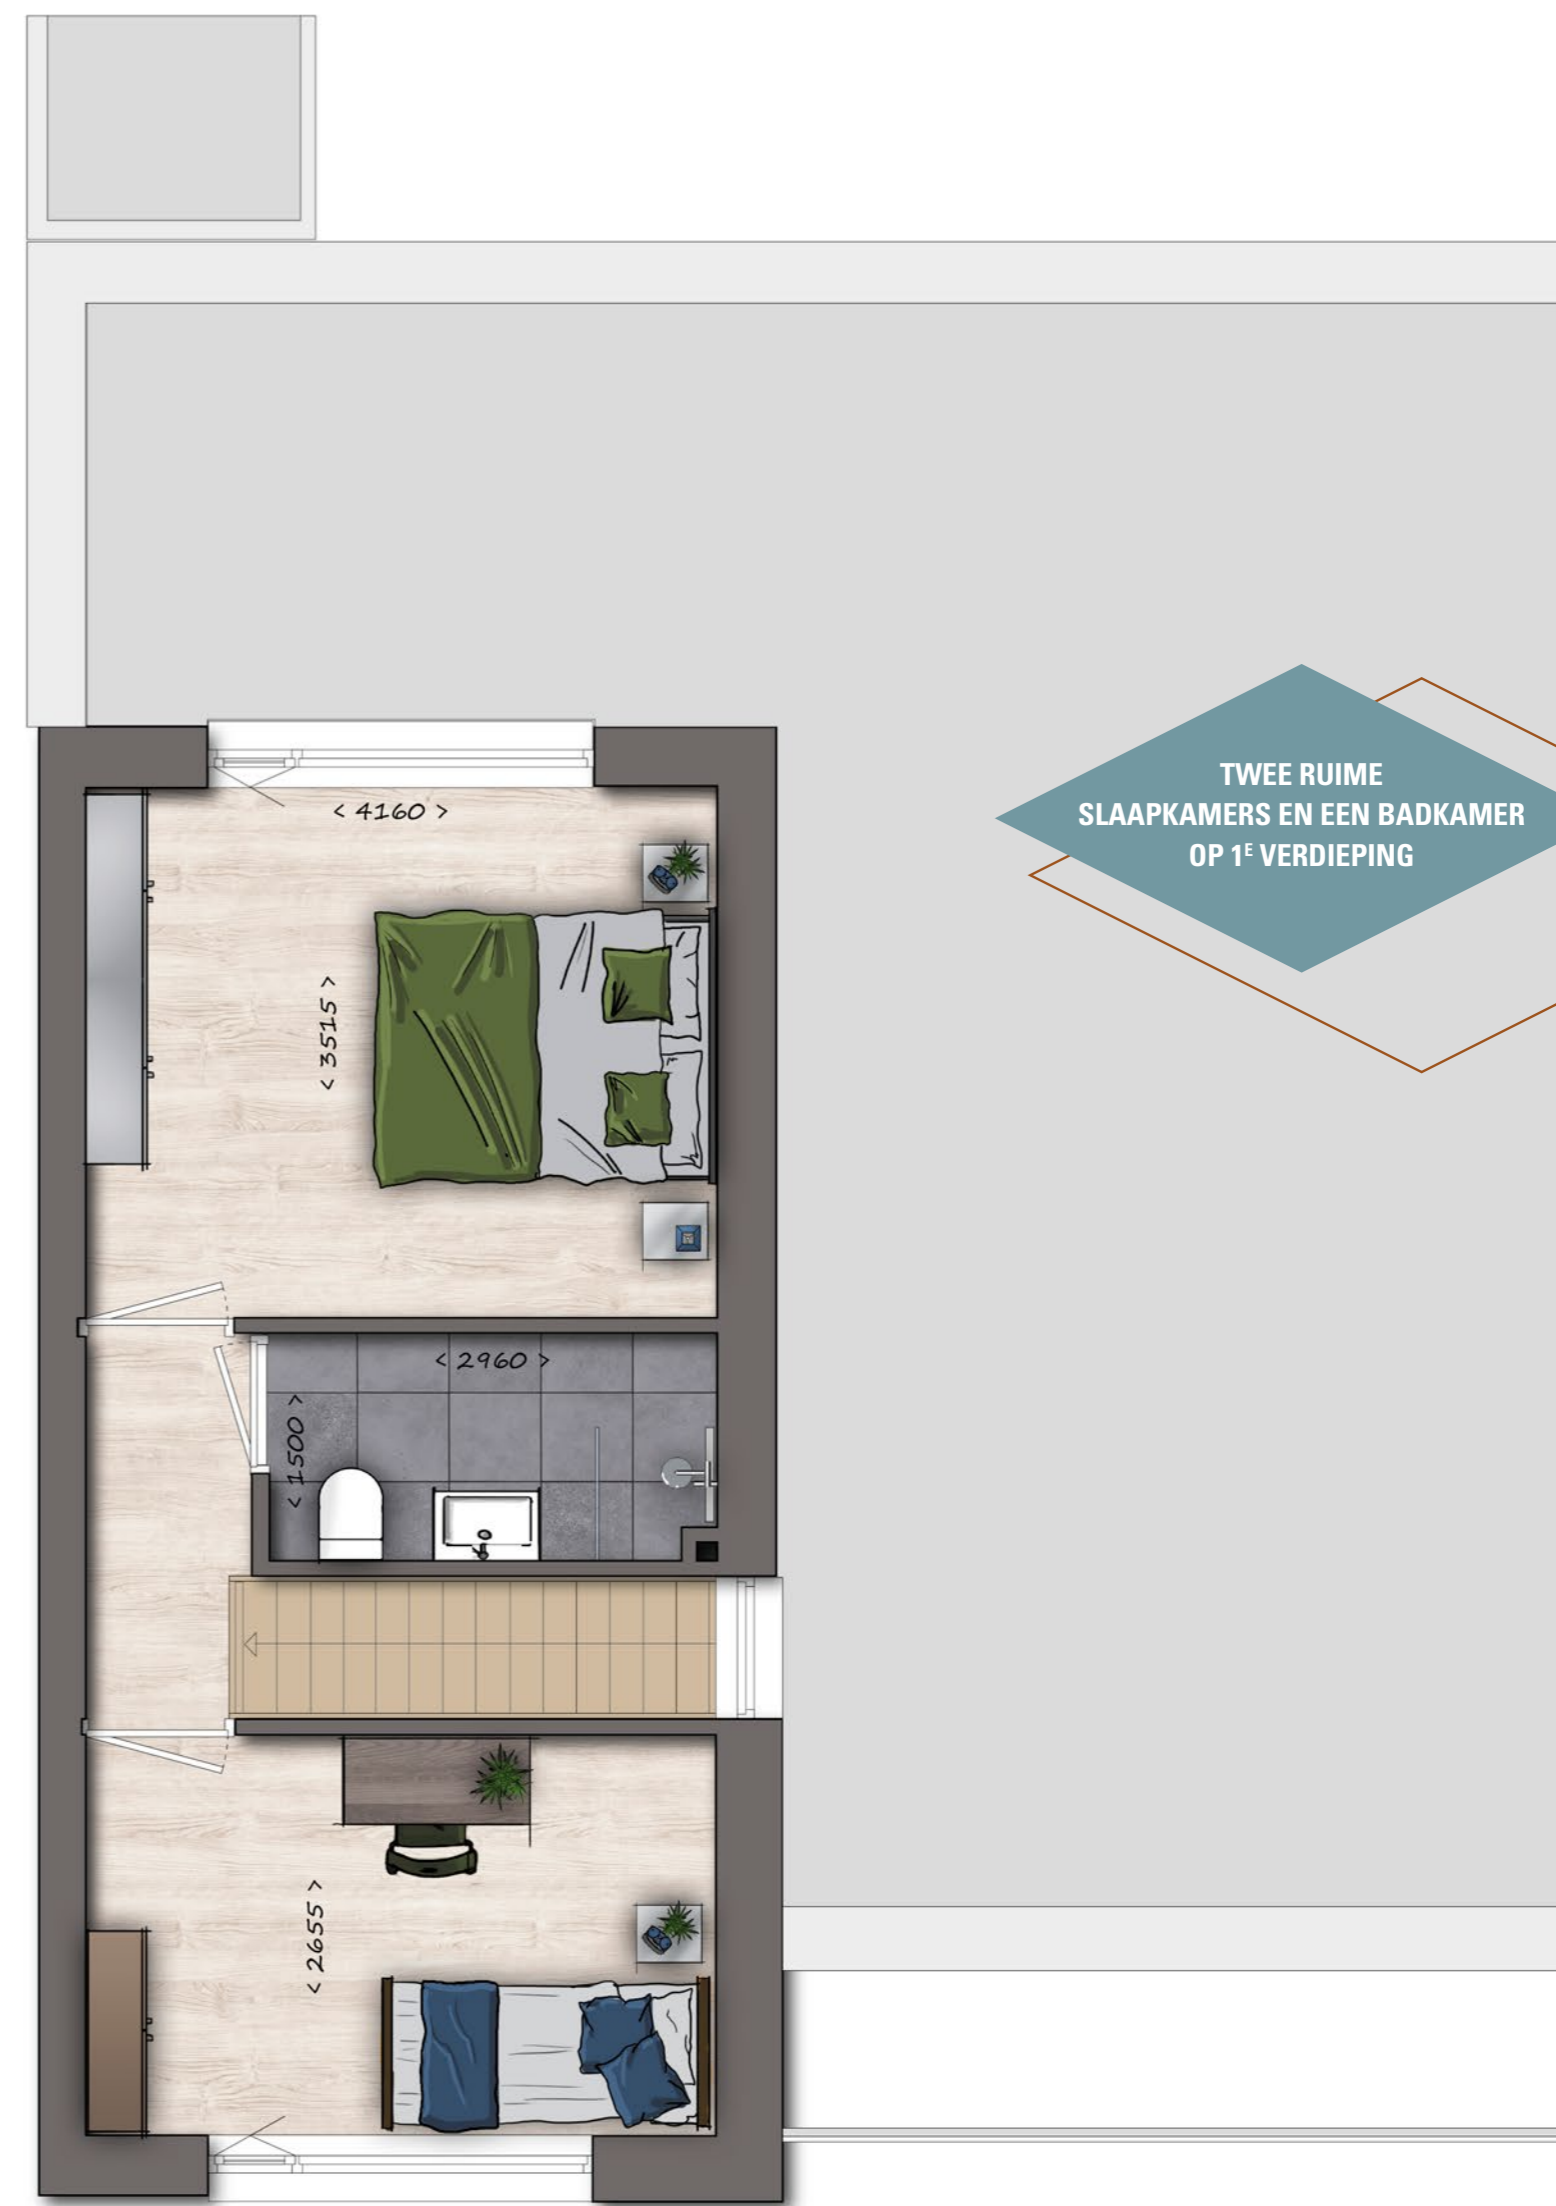 TWEE RUIME
SLAAPKAMERS EN EEN BADKAMER
OP 1E VERDIEPING
< 4160 >
< 3515 >
< 2960 >
< 1500 >
< 2655 >